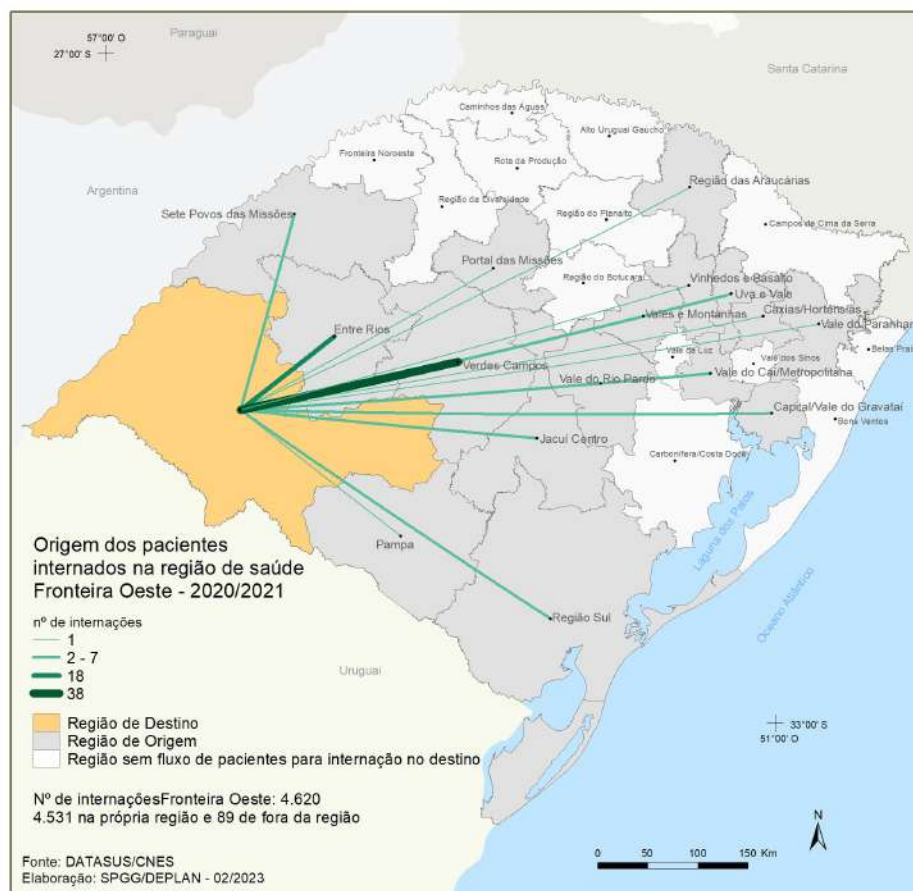 Paraguai
57°00' O
27°00' S
Santa Catarina
Caminhos das Águas
Alto Uruguai Gaúcho
Fronteira Noroeste
Rota da Produção
Argentina
Região das Araucárias
Região da Diversidade
Sete Povos das Missões
Região do Planalto
Campos de Cima da Serra
Portal das Missões
Região do Botucaraí
Vinhedos e Basalto
Uva e Vale
Entre Rios
Vales e Montanhas
Caxias/Hortênsias
Vale do Paranhan
Belas Prai
Vale da Luz
Vale dos Sinos
Verdes Campos
Vale do Rio Pardo
Vale do Caí/Metropolitana
Capital/Vale do Gravataí
Bons Ventos
Jacuí Centro
Carbonífera/Costa Doce
Pampa
Laguna dos Patos
Oceano Atlântico
Região Sul
Uruguai
33°00' S
51°00' O
Origem dos pacientes
internados na região de saúde
Fronteira Oeste - 2020/2021
nº de internações
1
2 - 7
18
38
Região de Destino
Região de Origem
Região sem fluxo de pacientes para internação no destino
Nº de internaçõesFronteira Oeste: 4.620
4.531 na própria região e 89 de fora da região
Fonte: DATASUS/CNES
Elaboração: SPGG/DEPLAN - 02/2023
N
0 50 100 150 Km